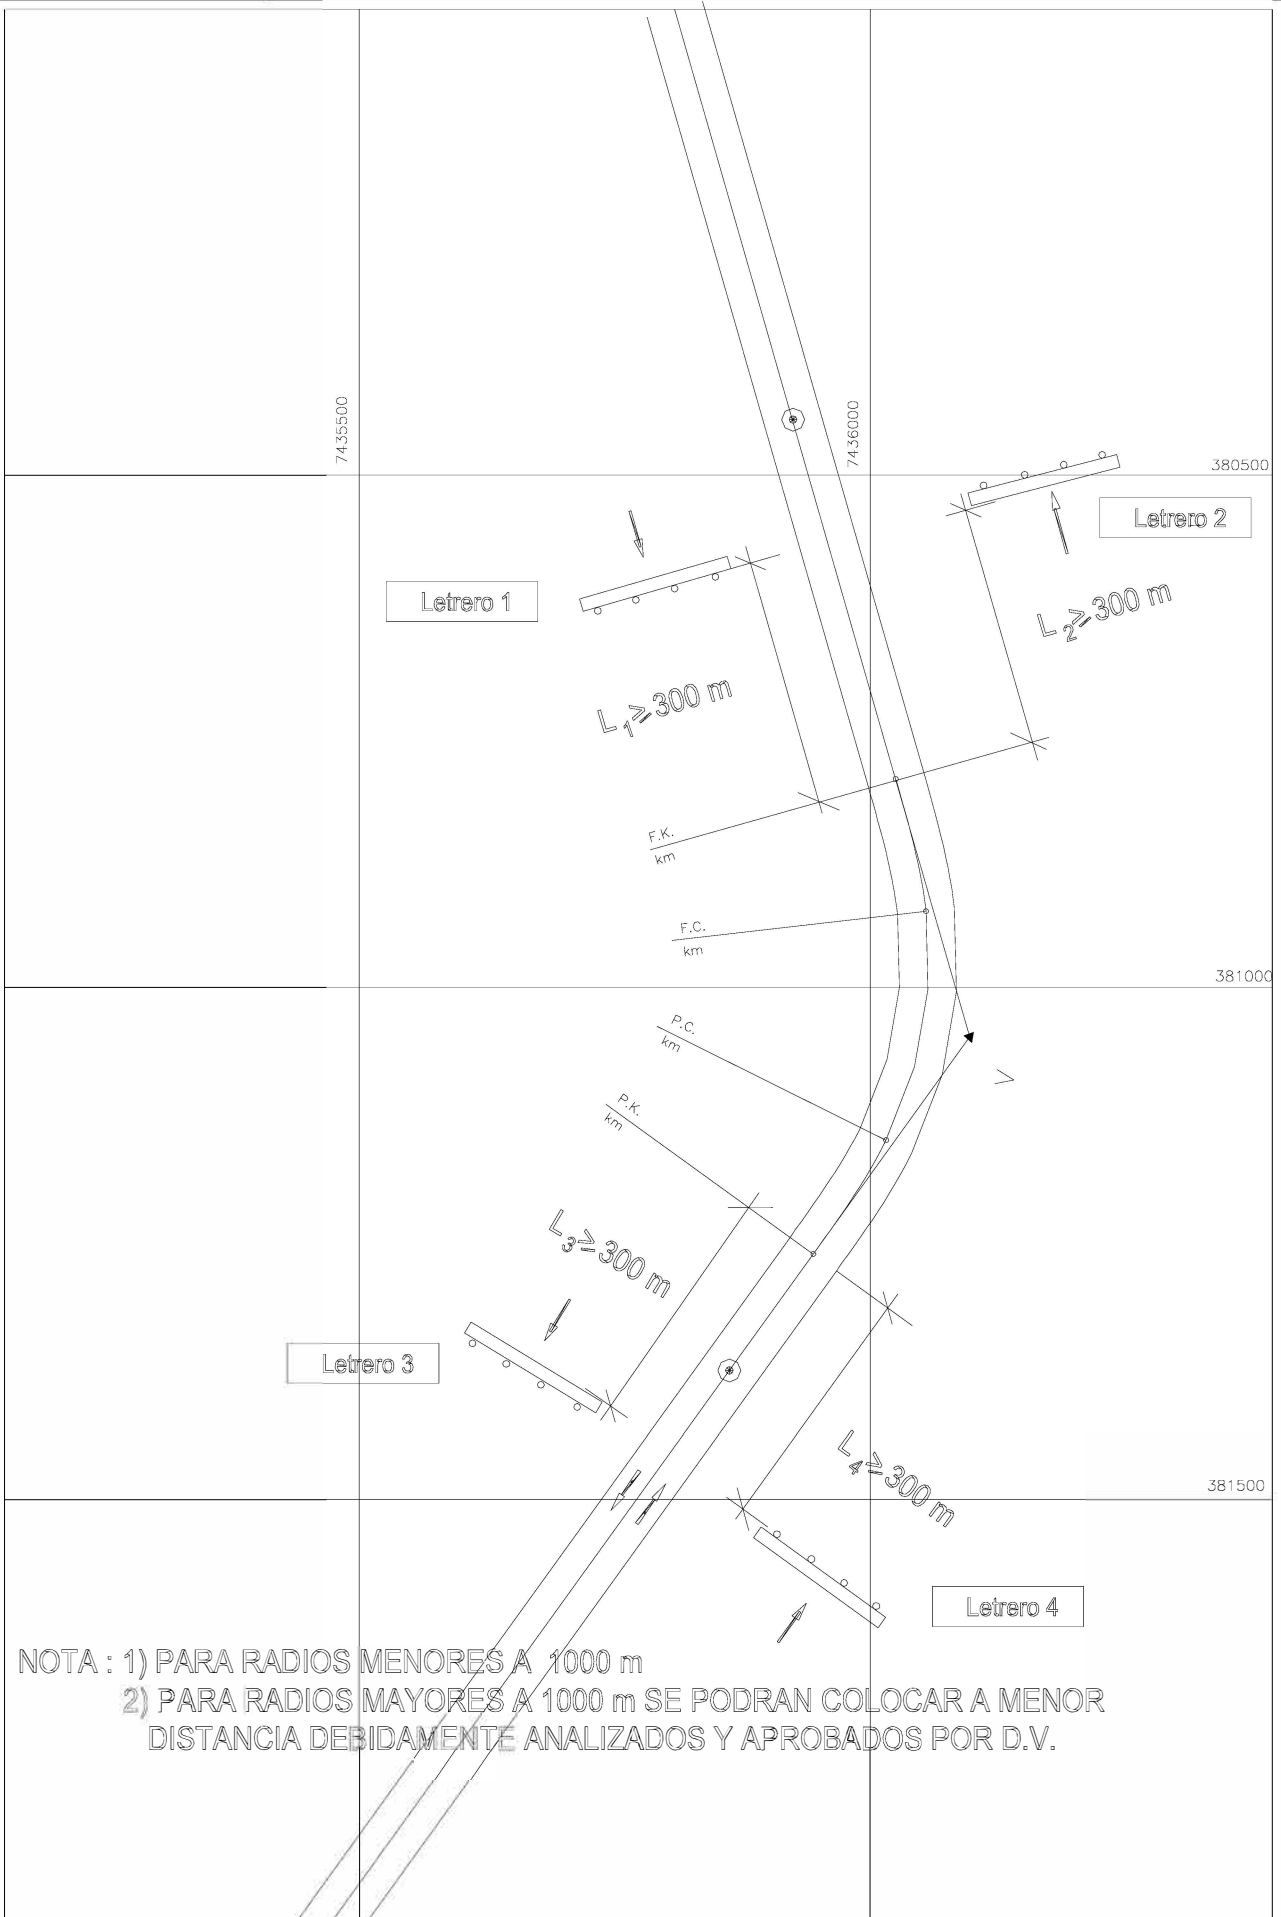 7435500
7436000
380500
Letrero 2
Letrero 1
L2≥300 m
L1≥300 m
F.K.
km
F.C.
km
381000
P.C.
km
V
P.K.
km
L3≥300 m
Letrero 3
L4≥300 m
381500
Letrero 4
NOTA : 1) PARA RADIOS MENORES A 1000 m
2) PARA RADIOS MAYORES A 1000 m SE PODRAN COLOCAR A MENOR
DISTANCIA DEBIDAMENTE ANALIZADOS Y APROBADOS POR D.V.